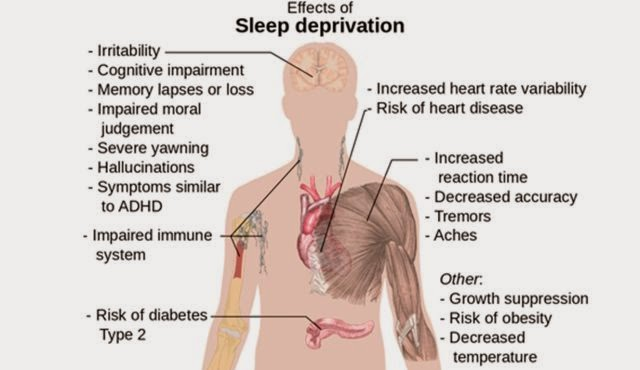 Effects of
Sleep deprivation
- Irritability
- Cognitive impairment
- Memory lapses or loss
- Impaired moral
judgement
- Severe yawning
- Hallucinations
- Symptoms similar
to ADHD
- Impaired immune
system
- Risk of diabetes
Type 2
- Increased heart rate variability
- Risk of heart disease
- Increased
reaction time
- Decreased accuracy
- Tremors
- Aches
Other:
- Growth suppression
- Risk of obesity
- Decreased
temperature